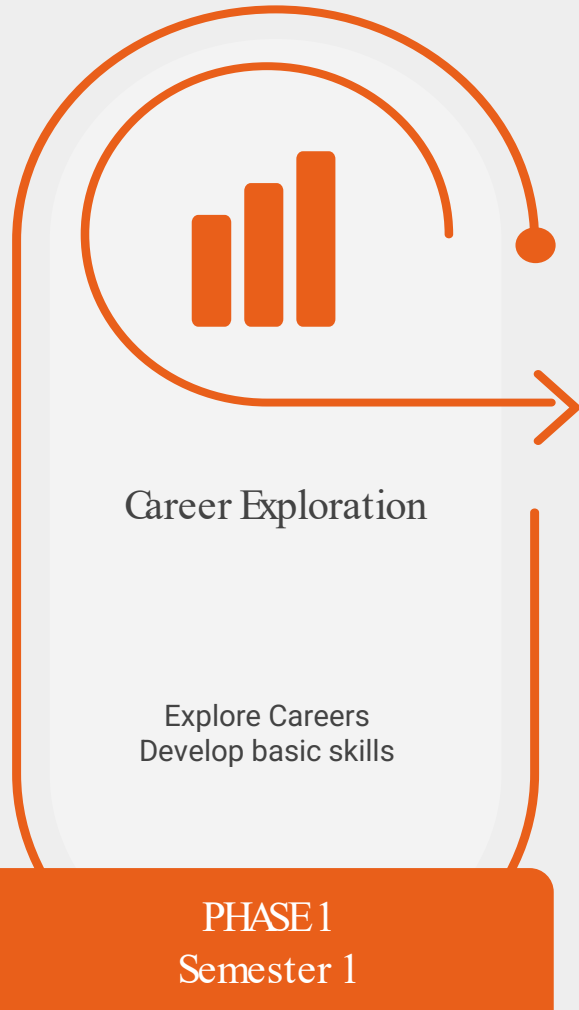 Career Exploration
Explore Careers
Develop basic skills
PHASE 1
Semester 1